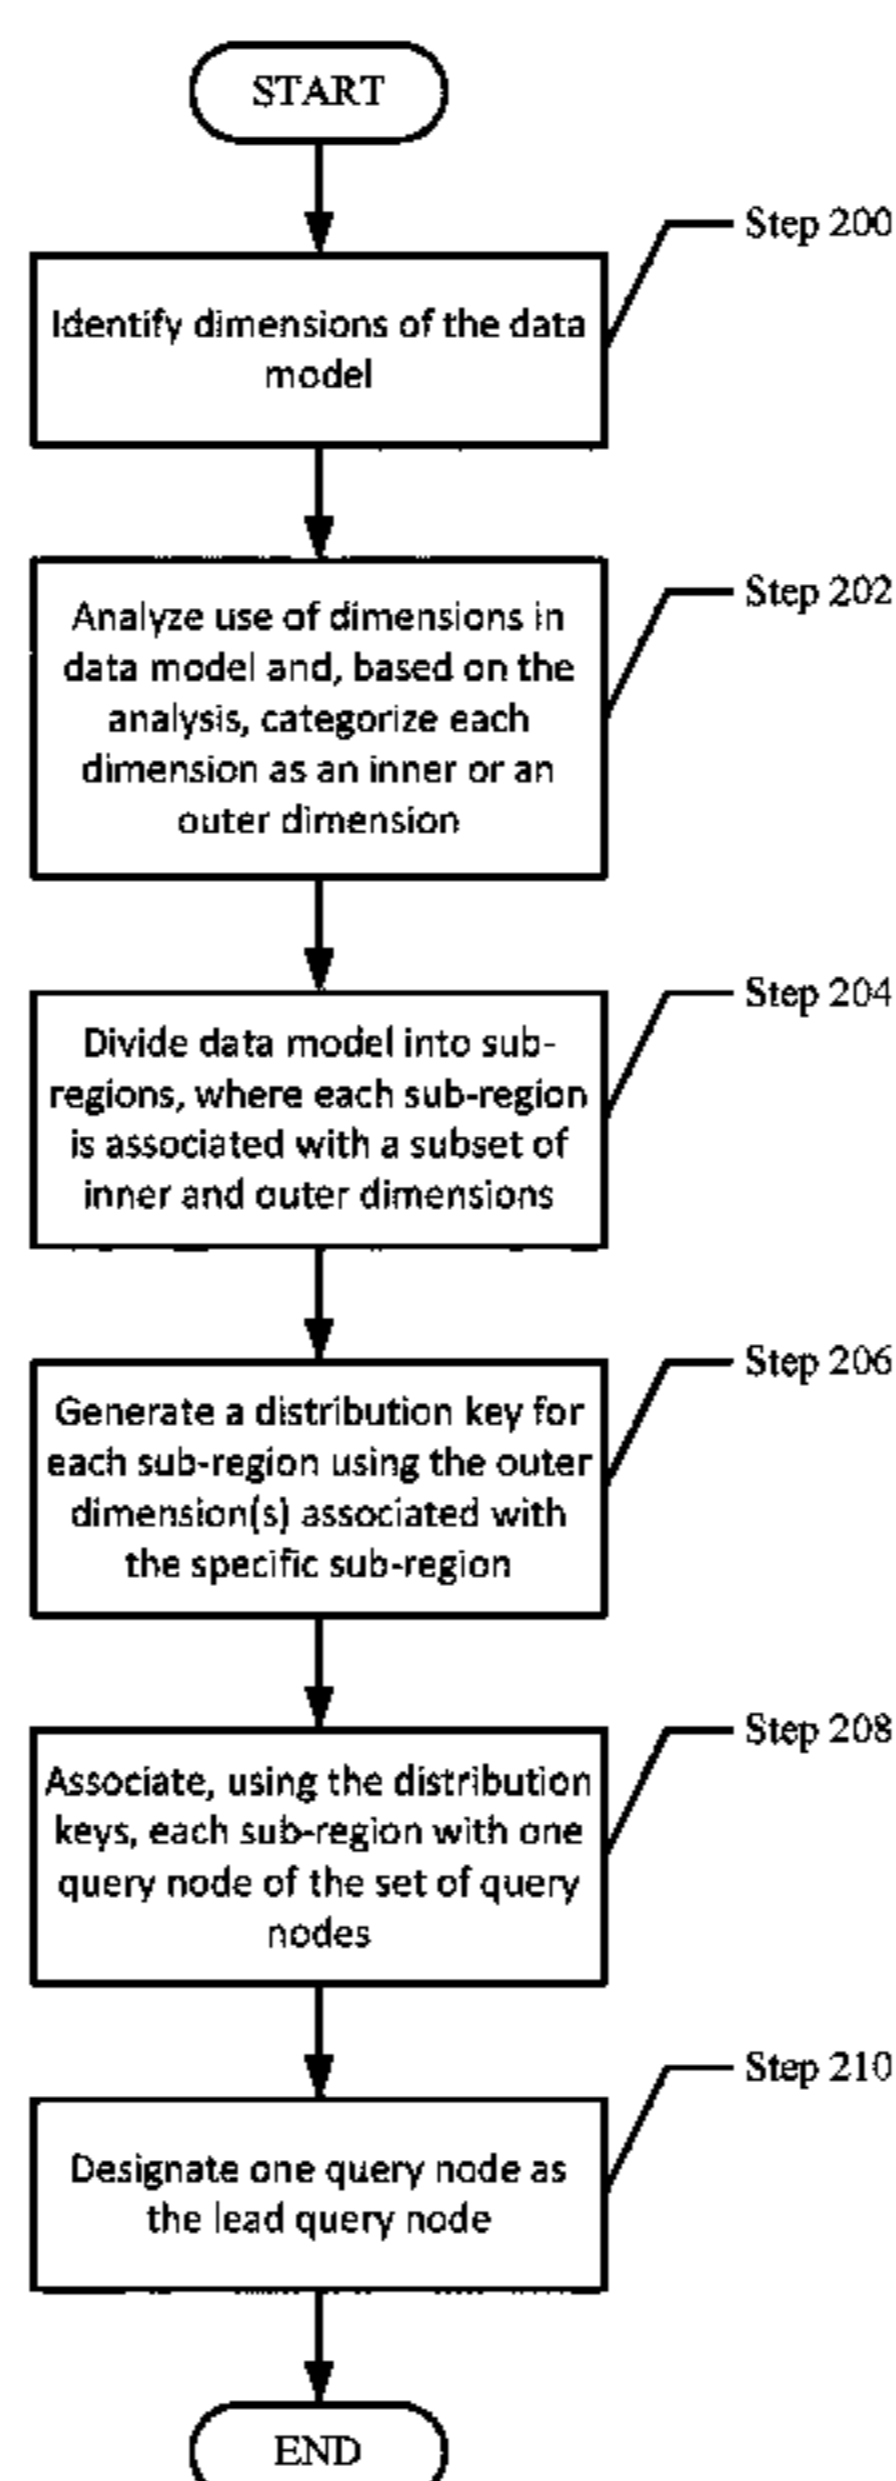 START
Step 200
Identify dimensions of the data
model
Step 202
Analyze use of dimensions in
data model and, based on the
analysis, categorize each
dimension as an inner or an
outer dimension
Step 204
Divide data model into sub-
regions, where each sub-region
is associated with a subset of
inner and outer dimensions
Step 206
Generate a distribution key for
each sub-region using the outer
dimension(s) associated with
the specific sub-region
Step 208
Associate, using the distribution
keys, each sub-region with one
query node of the set of query
nodes
Step 210
Designate one query node as
the lead query node
END